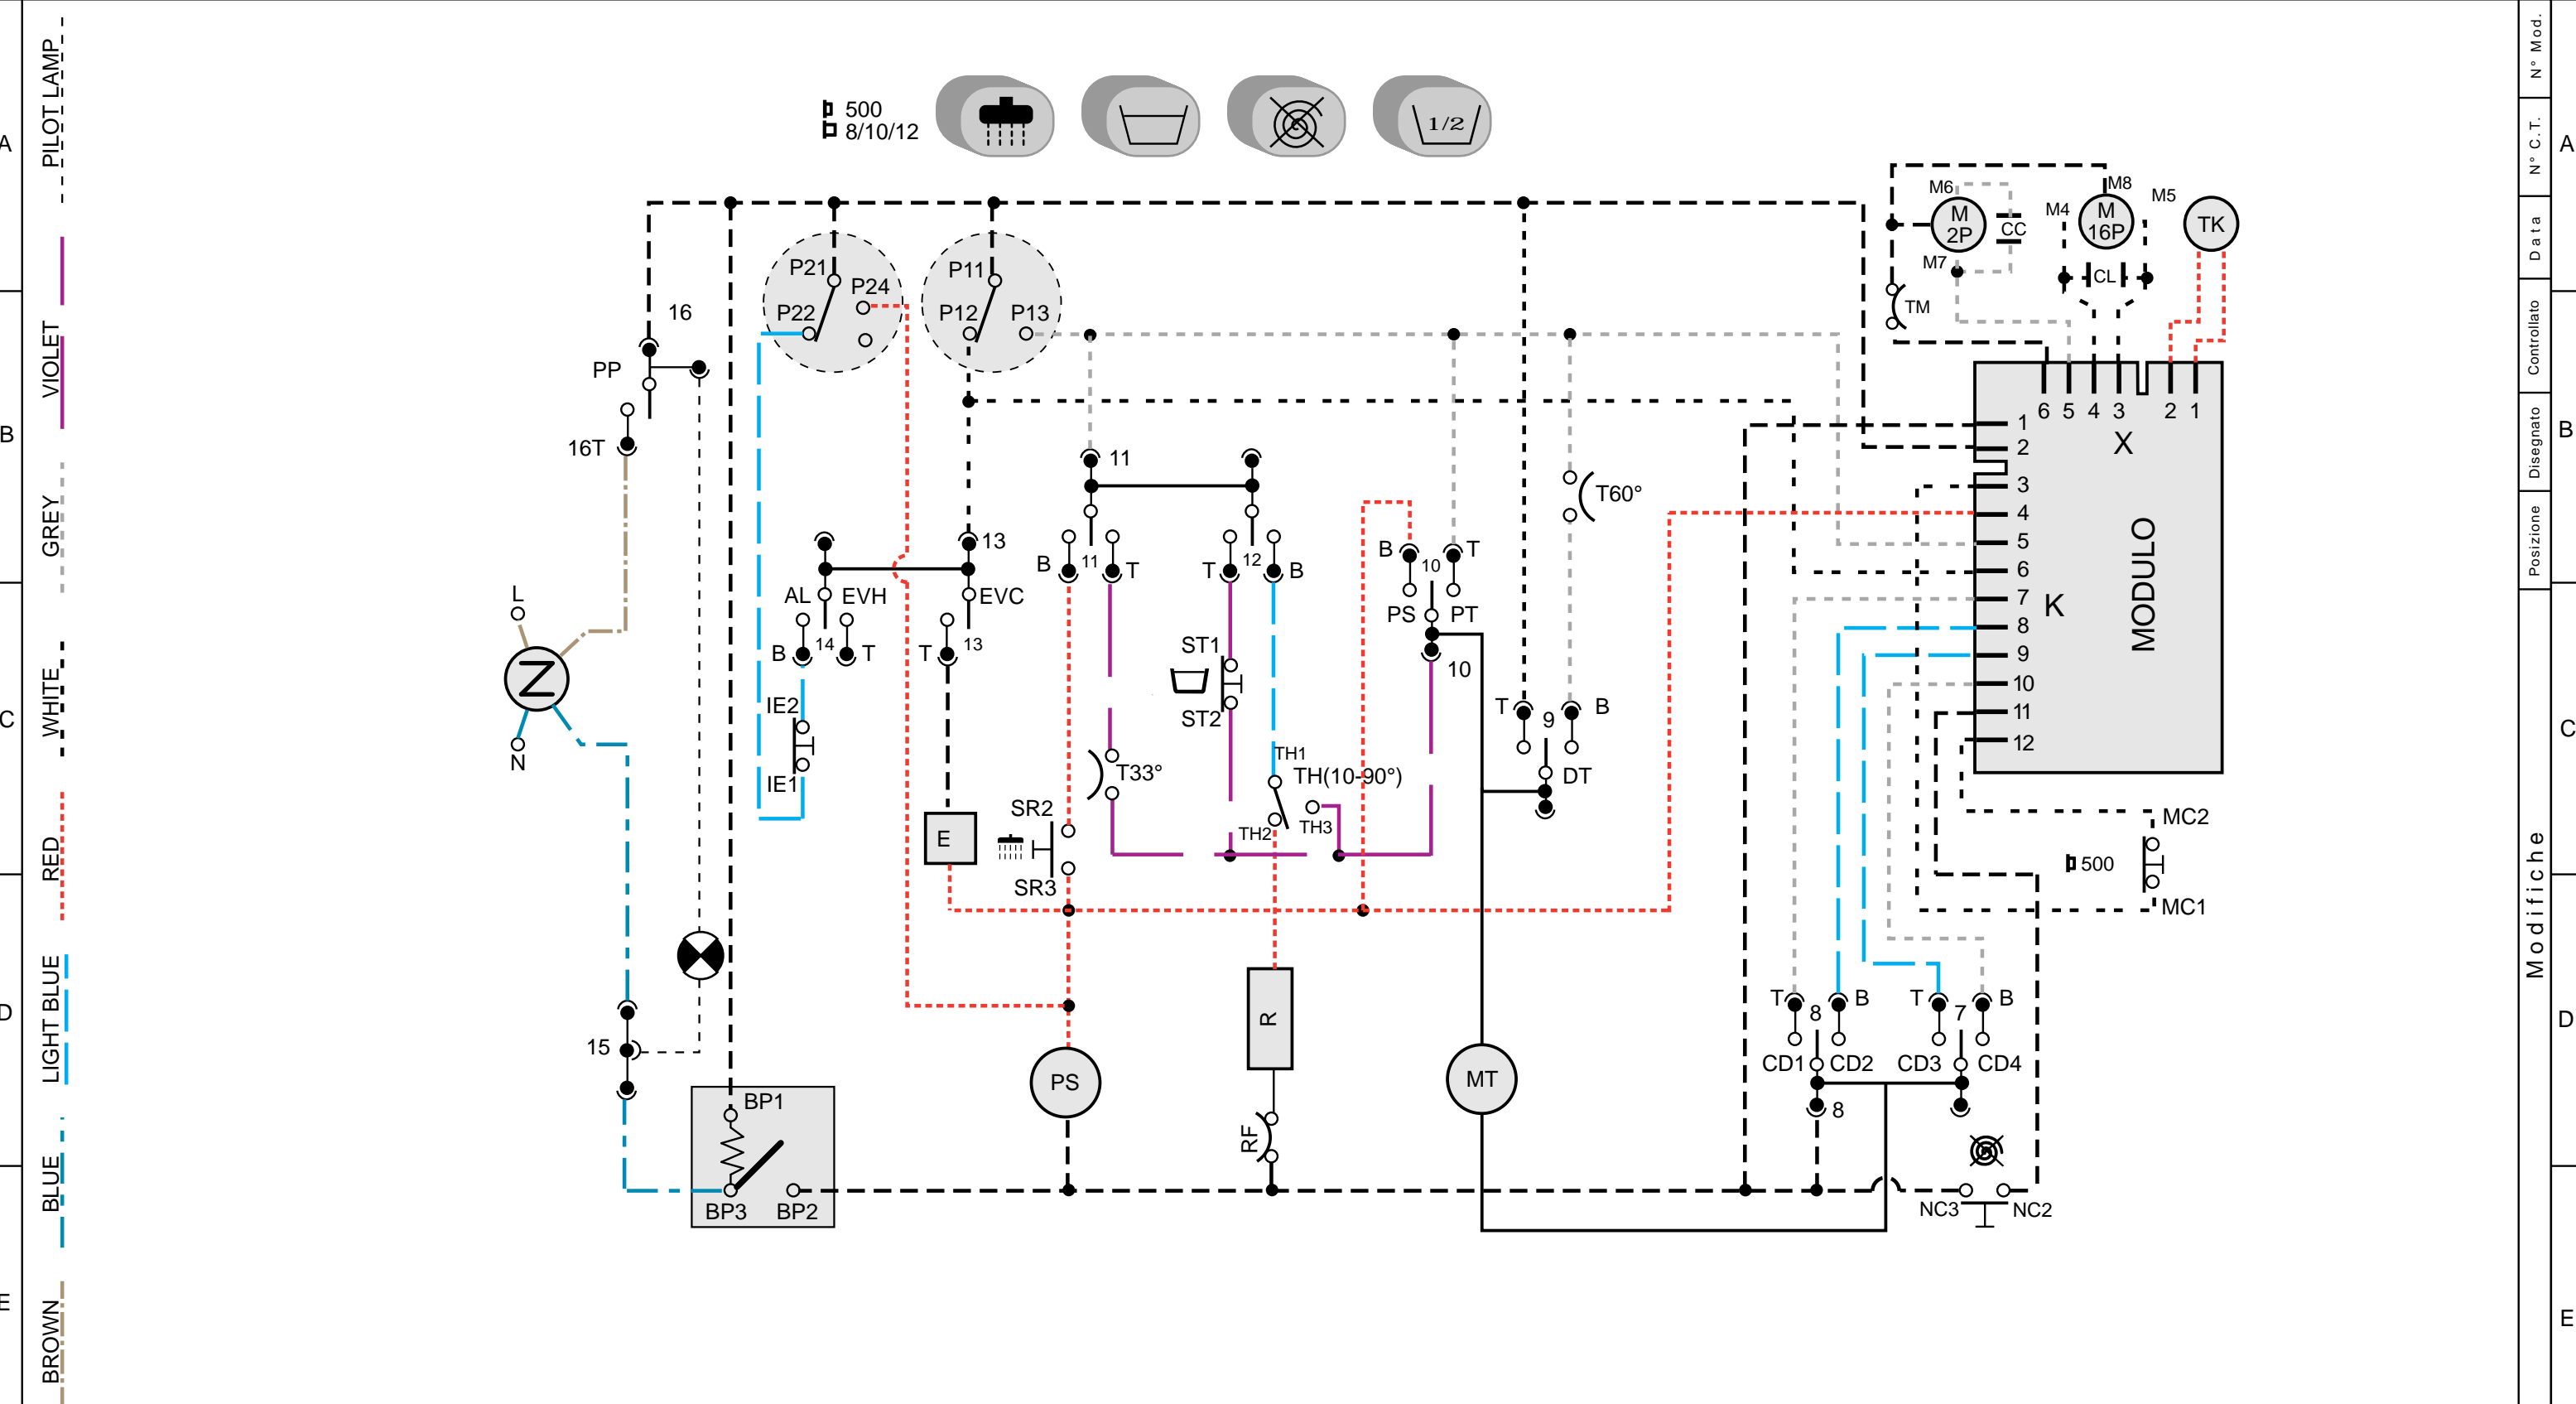 PILOT LAMP
VIOLET
GREY
WHITE
RED
LIGHT BLUE
BLUE
BROWN
A
B
C
D
E
500
8/10/12
1/2
16
PP
16T
L
Z
N
15
P21
P24
P22
P11
P12
P13
13
AL
EVH
EVC
B
14
T
T
13
IE2
IE1
E
BP1
BP3
BP2
11
B
11
T
T
12
B
ST1
ST2
T33°
TH1
TH(10-90°)
TH2
TH3
SR2
SR3
PS
R
RF
B
10
T
PS
PT
10
T60°
T
9
B
DT
MT
M6
M
2P
M7
CC
M4
M8
M
16P
M5
CL
TK
TM
6 5 4 3 2 1
X
1
2
3
4
5
6
7
8
9
10
11
12
K
MODULO
MC2
500
MC1
T
8
B
T
7
B
CD1
CD2
CD3
CD4
8
NC3
NC2
N° Mod.
N° C.T.
Data
Controllato
Disegnato
Posizione
Modifiche
A
B
C
D
E